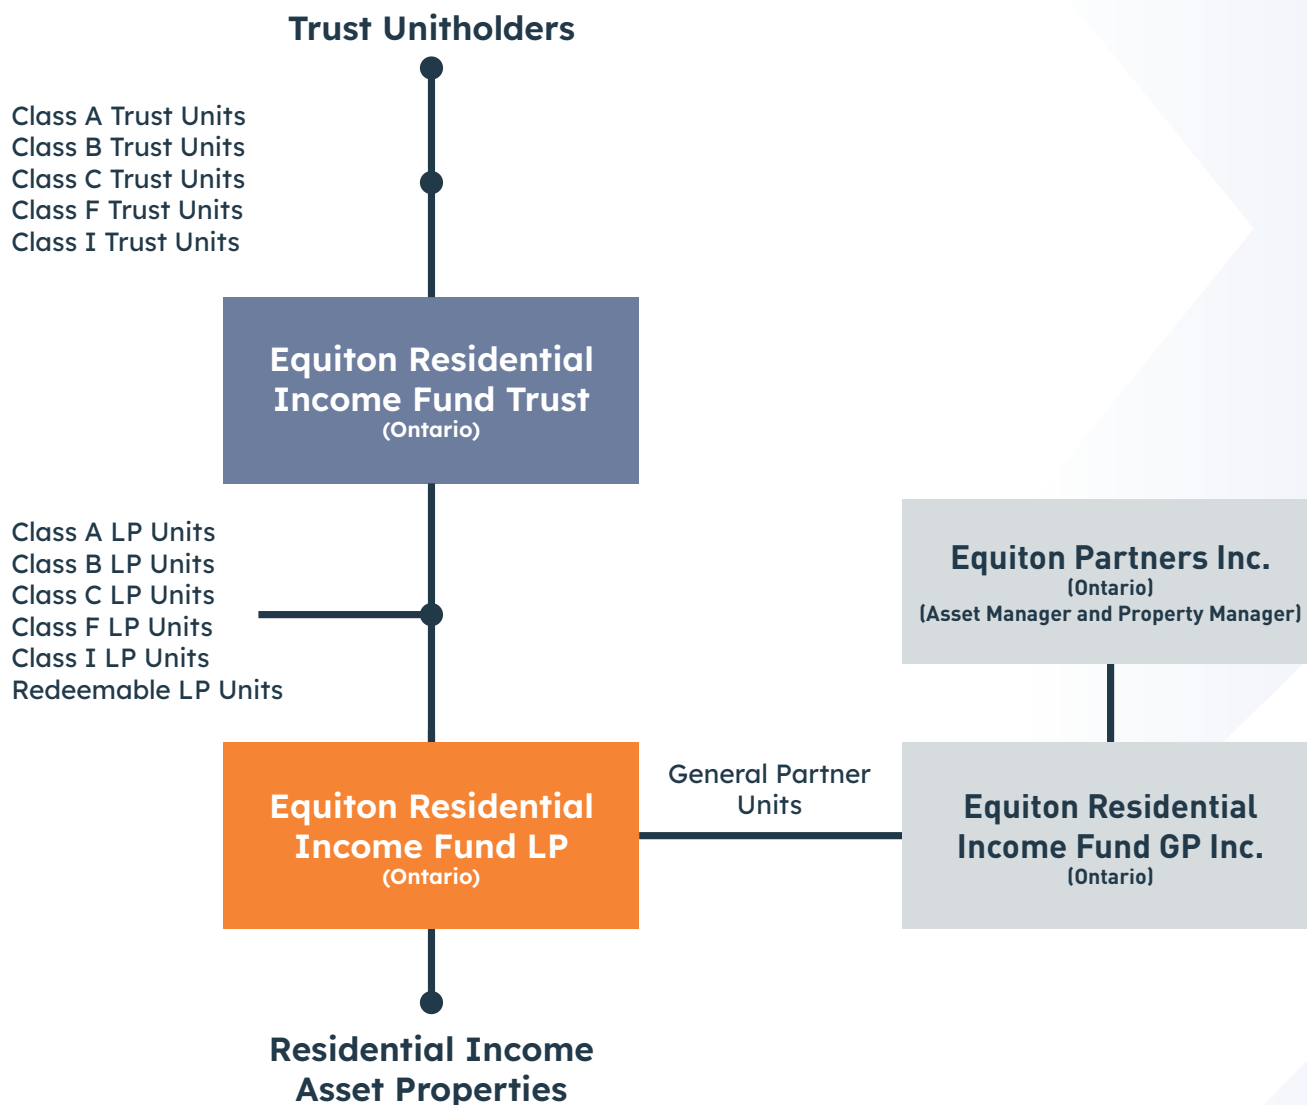 Trust Unitholders
Class A Trust Units
Class B Trust Units
Class C Trust Units
Class F Trust Units
Class I Trust Units
Equiton Residential
Income Fund Trust
(Ontario)
Class A LP Units
Class B LP Units
Class C LP Units
Class F LP Units
Class I LP Units
Redeemable LP Units
Equiton Partners Inc.
(Ontario)
(Asset Manager and Property Manager)
Equiton Residential
Income Fund LP
(Ontario)
General Partner
Units
Equiton Residential
Income Fund GP Inc.
(Ontario)
Residential Income
Asset Properties